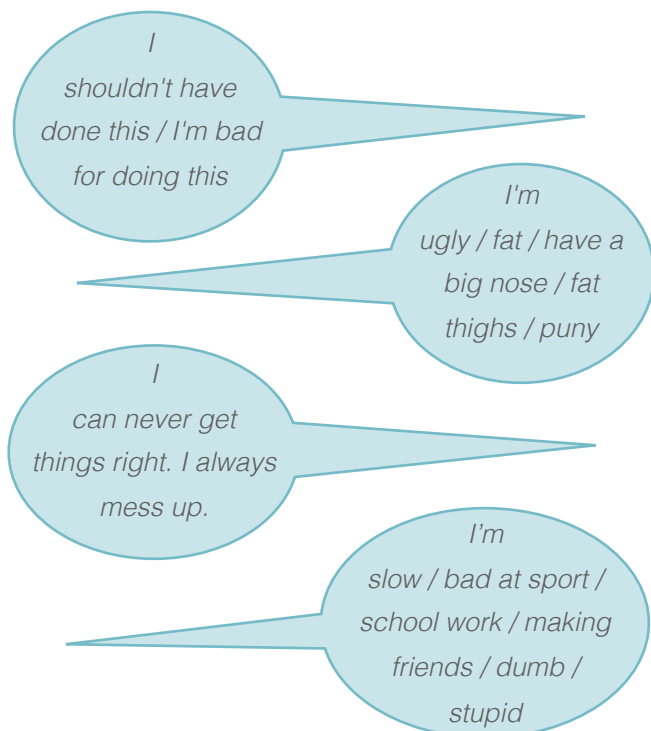 I
shouldn't have
done this / I'm bad
for doing this
I'm
ugly / fat / have a
big nose / fat
thighs / puny
I
can never get
things right. I always
mess up.
I’m
slow / bad at sport /
school work / making
friends / dumb /
stupid